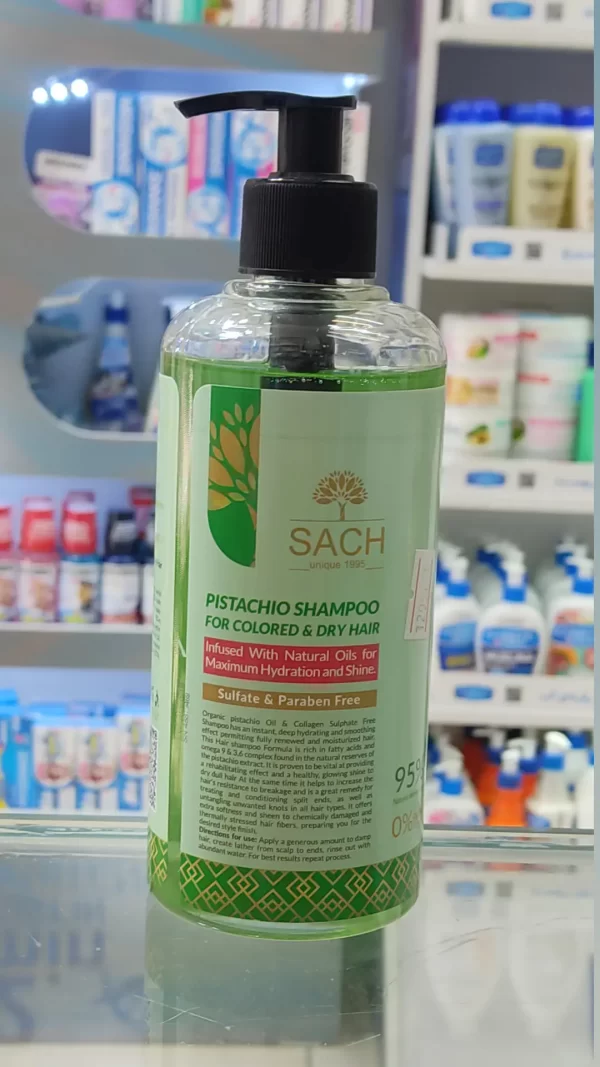 SACH
unique 1995
PISTACHIO SHAMPOO
FOR COLORED & DRY HAIR
Infused With Natural Oils for
Maximum Hydration and Shine.
Sulfate & Paraben Free
Organic pistachio Oil & Collagen Sulphate Free
Shampoo has an instant, deep hydrating and smoothing
effect permitting fully renewed and moisturized hair.
This Hair shampoo Formula is rich in fatty acids and
omega 9 & 3,6 complex found in the natural reserves of
the pistachio extract. It is proven to be vital at providing
a rehabilitating effect and a healthy, glowing shine to
dry dull hair At the same time it helps to increase the
hair's resistance to breakage and is a great remedy for
treating and conditioning split ends, as well as
untangling unwanted knots in all hair types. It offers
extra softness and sheen to chemically damaged and
thermally stressed hair fibers, preparing you for the
desired style finish.
Directions for use: Apply a generous amount to damp
hair, create lather from scalp to ends, rinse out with
abundant water. For best results repeat process.
95%
0%